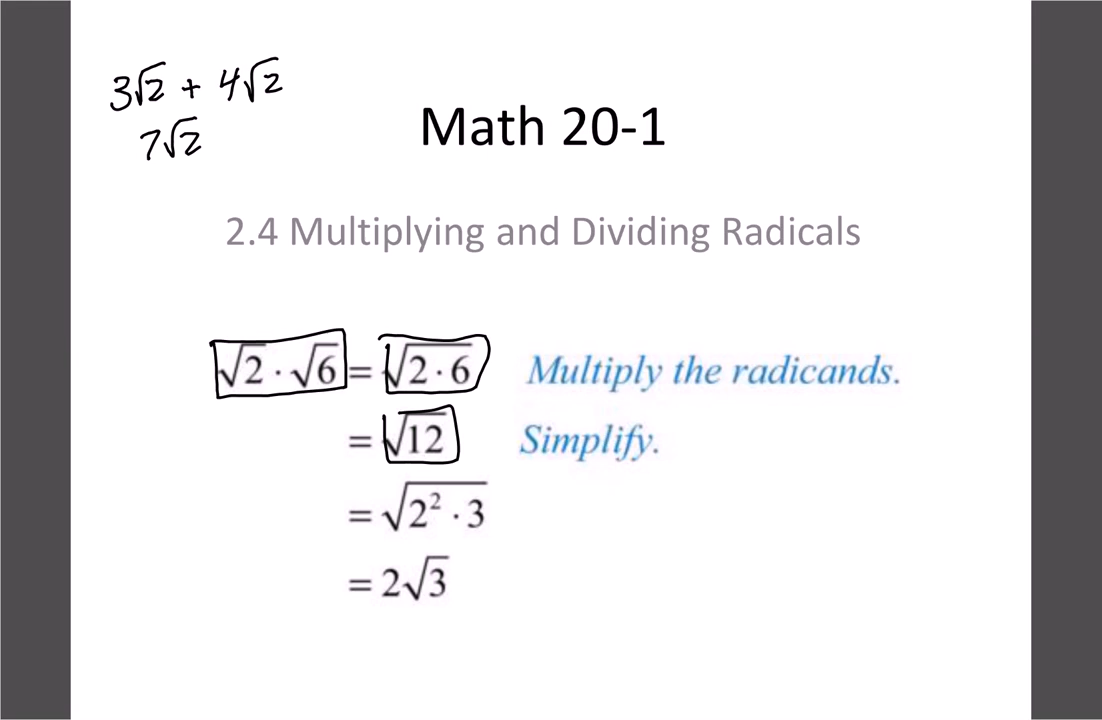 3√2 + 4√2
7√2
Math 20-1
2.4 Multiplying and Dividing Radicals
√2 · √6 = √2 · 6 Multiply the radicands.
= √12 Simplify.
= √2² · 3
= 2√3